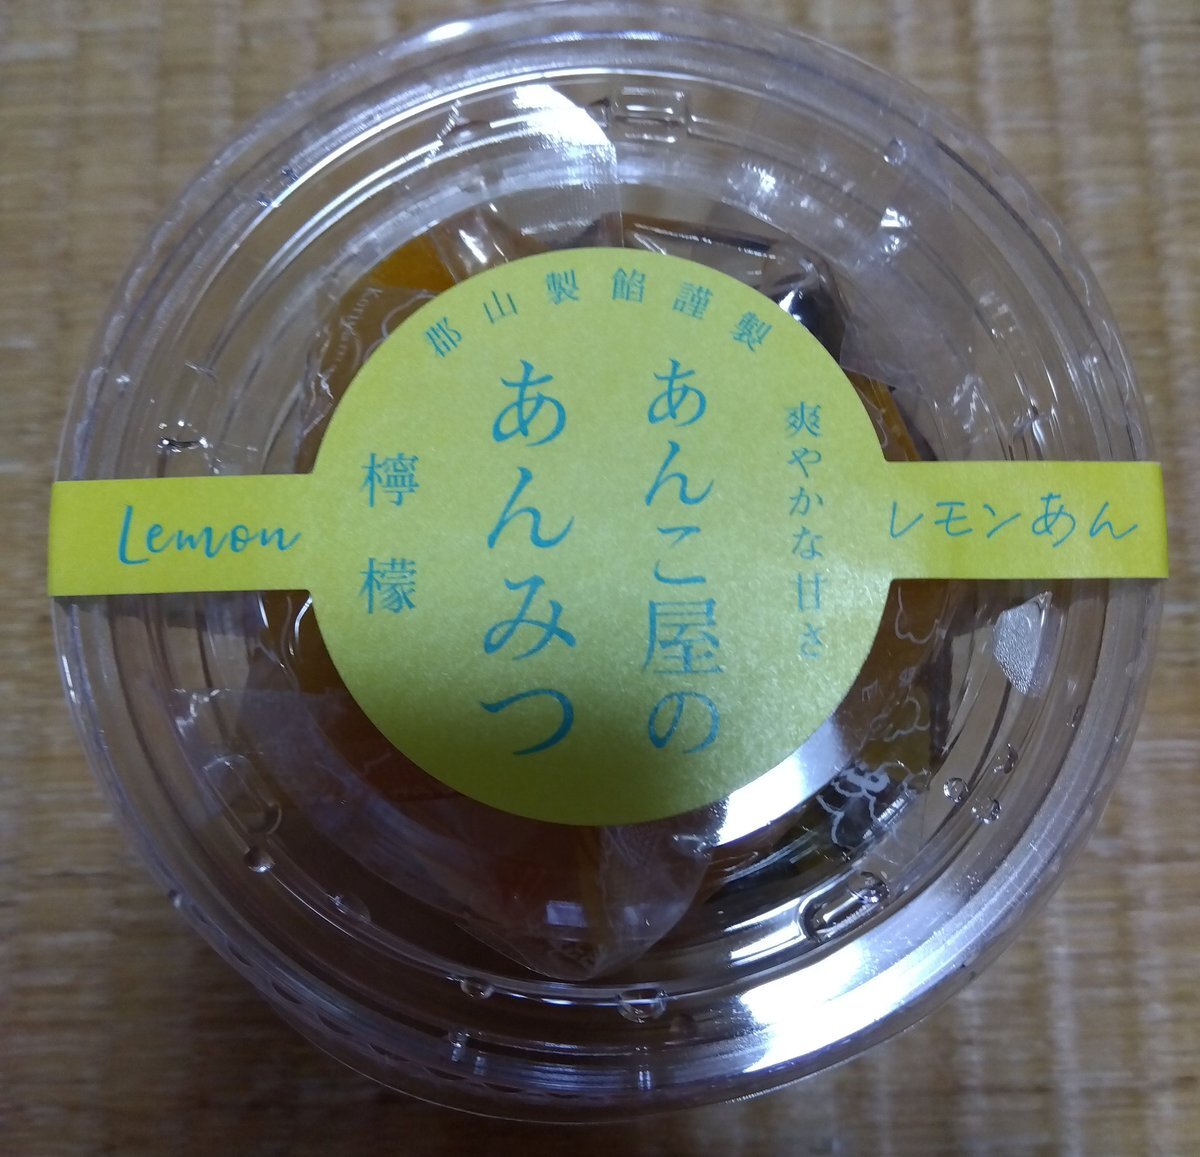 郡山製餡謹製
爽やかな甘さ
あんこ屋の
あんみつ
檸檬
Lemon
レモンあん